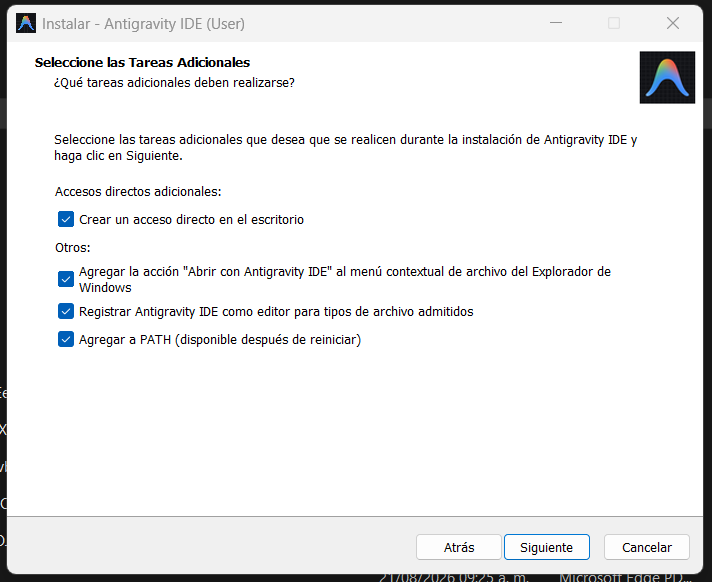 Instalar - Antigravity IDE (User)
Seleccione las Tareas Adicionales
¿Qué tareas adicionales deben realizarse?
Seleccione las tareas adicionales que desea que se realicen durante la instalación de Antigravity IDE y
haga clic en Siguiente.
Accesos directos adicionales:
Crear un acceso directo en el escritorio
Otros:
Agregar la acción "Abrir con Antigravity IDE" al menú contextual de archivo del Explorador de
Windows
Registrar Antigravity IDE como editor para tipos de archivo admitidos
Agregar a PATH (disponible después de reiniciar)
Atrás
Siguiente
Cancelar
21/08/2026 09:25 a. m.
Microsoft Edge PD...